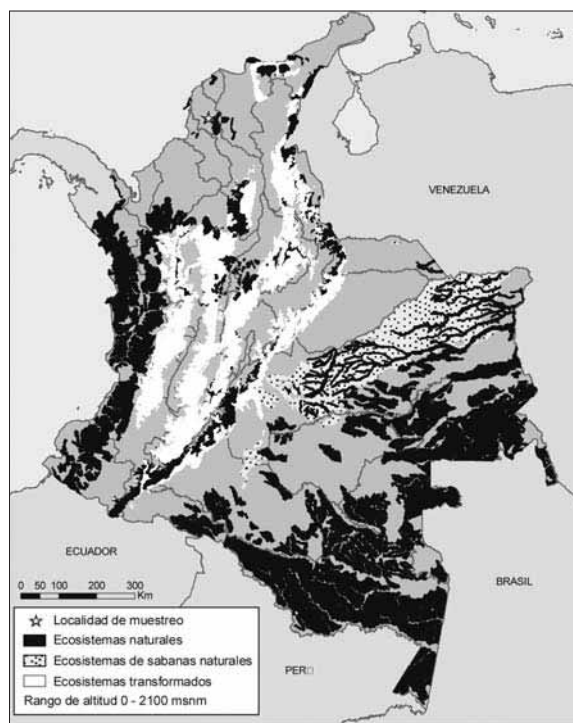 VENEZUELA
ECUADOR
BRASIL
PER□
0 50 100 200 300
Km
Localidad de muestreo
Ecosistemas naturales
Ecosistemas de sabanas naturales
Ecosistemas transformados
Rango de altitud 0 - 2100 msnm